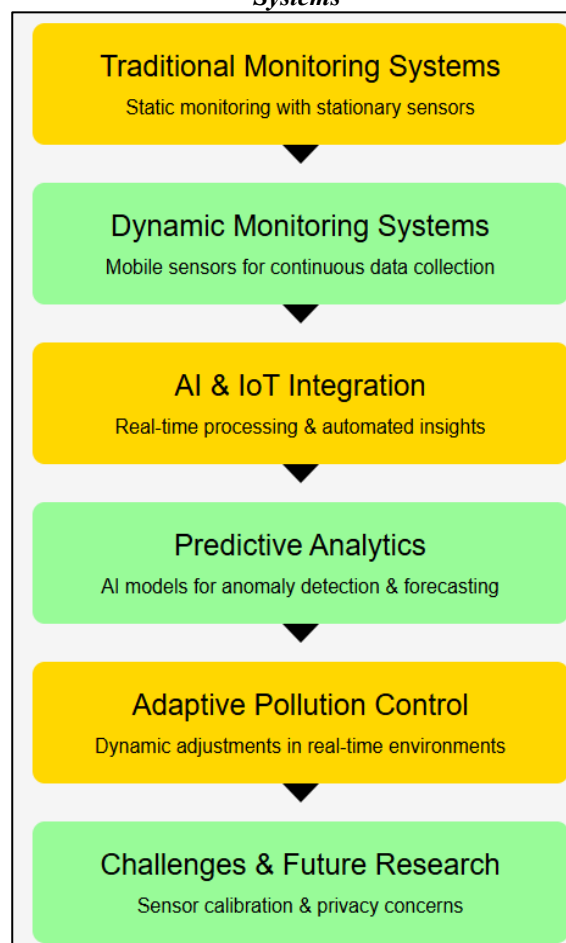 Systems
Traditional Monitoring Systems
Static monitoring with stationary sensors
Dynamic Monitoring Systems
Mobile sensors for continuous data collection
AI & IoT Integration
Real-time processing & automated insights
Predictive Analytics
AI models for anomaly detection & forecasting
Adaptive Pollution Control
Dynamic adjustments in real-time environments
Challenges & Future Research
Sensor calibration & privacy concerns